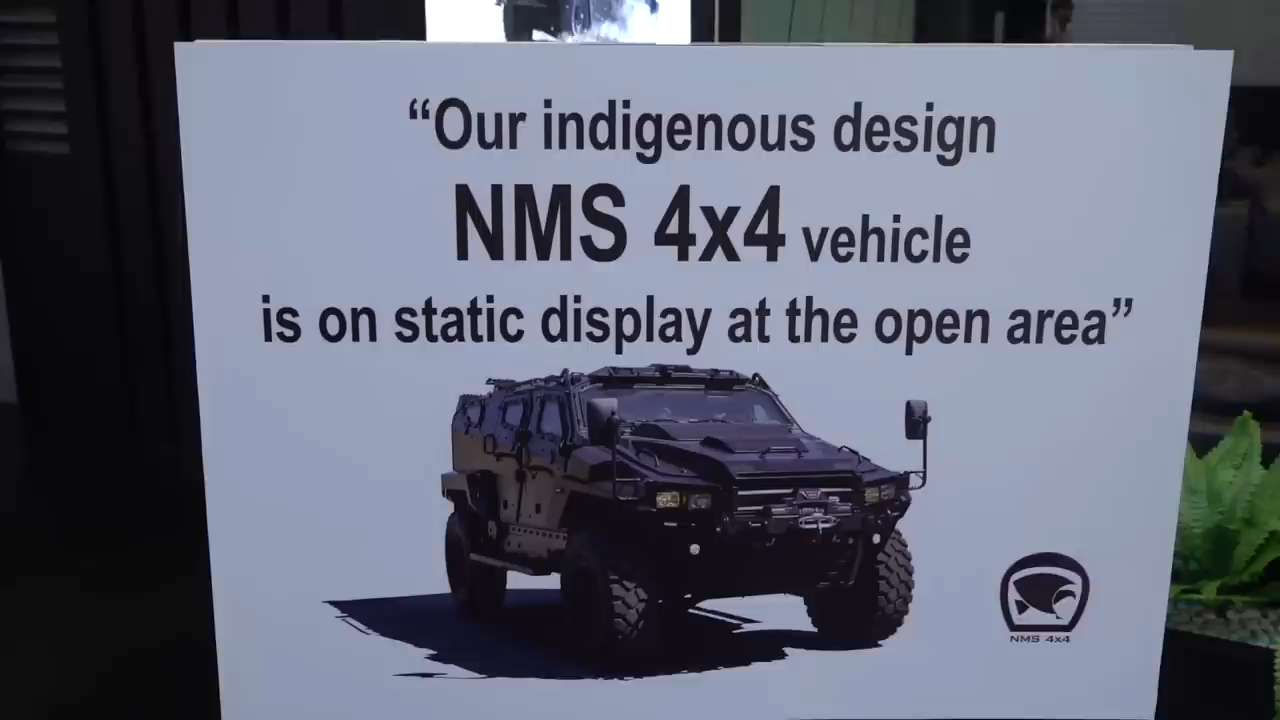 “Our indigenous design
NMS 4x4 vehicle
is on static display at the open area”
NMS 4x4